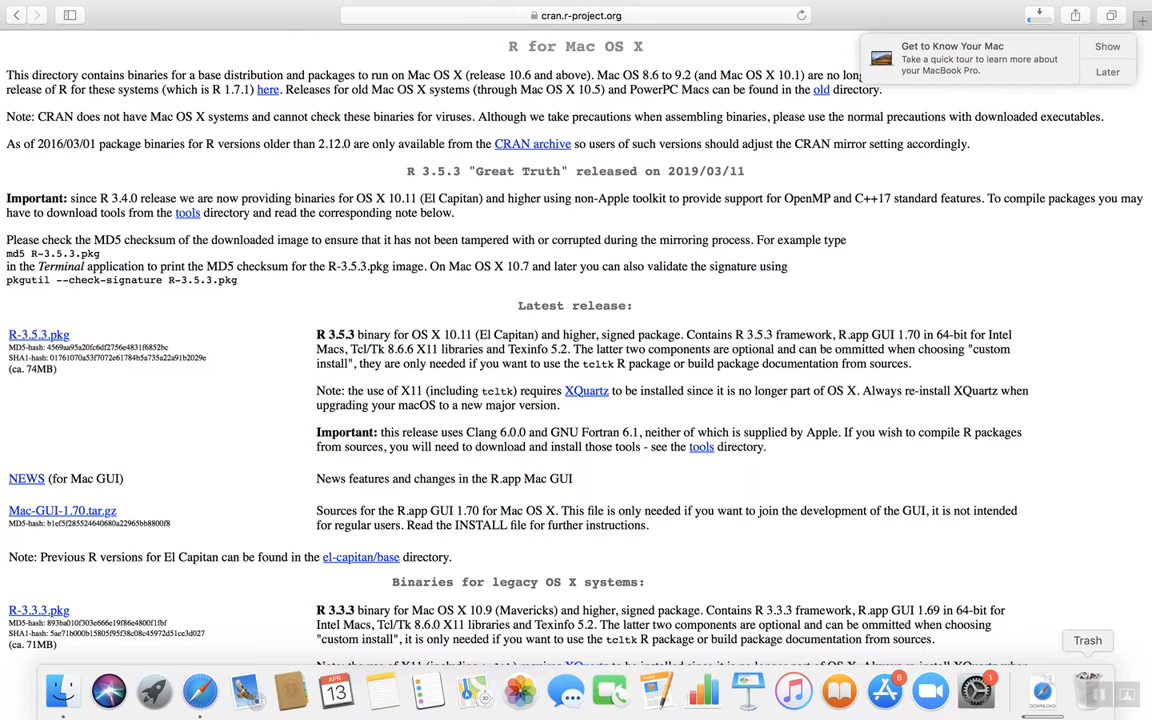 cran.r-project.org
R for Mac OS X
Get to Know Your Mac
Take a quick tour to learn more about
your MacBook Pro.
Show
Later
This directory contains binaries for a base distribution and packages to run on Mac OS X (release 10.6 and above). Mac OS 8.6 to 9.2 (and Mac OS X 10.1) are no
release of R for these systems (which is R 1.7.1) here. Releases for old Mac OS X systems (through Mac OS X 10.5) and PowerPC Macs can be found in the old directory.
Note: CRAN does not have Mac OS X systems and cannot check these binaries for viruses. Although we take precautions when assembling binaries, please use the normal precautions with downloaded executables.
As of 2016/03/01 package binaries for R versions older than 2.12.0 are only available from the CRAN archive so users of such versions should adjust the CRAN mirror setting accordingly.
R 3.5.3 "Great Truth" released on 2019/03/11
Important: since R 3.4.0 release we are now providing binaries for OS X 10.11 (El Capitan) and higher using non-Apple toolkit to provide support for OpenMP and C++17 standard features. To compile packages you may
have to download tools from the tools directory and read the corresponding note below.
Please check the MD5 checksum of the downloaded image to ensure that it has not been tampered with or corrupted during the mirroring process. For example type
md5 R-3.5.3.pkg
in the Terminal application to print the MD5 checksum for the R-3.5.3.pkg image. On Mac OS X 10.7 and later you can also validate the signature using
pkgutil --check-signature R-3.5.3.pkg
Latest release:
R-3.5.3.pkg
MD5-hash: 4569aa95a20fc6df2756e4831f6852bc
SHA1-hash: 01761070a53f7072e61784b5a735a22a91b2029e
(ca. 74MB)
R 3.5.3 binary for OS X 10.11 (El Capitan) and higher, signed package. Contains R 3.5.3 framework, R.app GUI 1.70 in 64-bit for Intel
Macs, Tcl/Tk 8.6.6 X11 libraries and Texinfo 5.2. The latter two components are optional and can be ommitted when choosing "custom
install", they are only needed if you want to use the tcltk R package or build package documentation from sources.
Note: the use of X11 (including tcltk) requires XQuartz to be installed since it is no longer part of OS X. Always re-install XQuartz when
upgrading your macOS to a new major version.
Important: this release uses Clang 6.0.0 and GNU Fortran 6.1, neither of which is supplied by Apple. If you wish to compile R packages
from sources, you will need to download and install those tools - see the tools directory.
NEWS (for Mac GUI)
News features and changes in the R.app Mac GUI
Mac-GUI-1.70.tar.gz
MD5-hash: b1ef5f285524640680a22965bb8800f8
Sources for the R.app GUI 1.70 for Mac OS X. This file is only needed if you want to join the development of the GUI, it is not intended
for regular users. Read the INSTALL file for further instructions.
Note: Previous R versions for El Capitan can be found in the el-capitan/base directory.
Binaries for legacy OS X systems:
R-3.3.3.pkg
MD5-hash: 893ba010f303e666e19f86e4800f1fbf
SHA1-hash: 5ae71b000b15805f95f38c08c45972d51ce3d027
(ca. 71MB)
R 3.3.3 binary for Mac OS X 10.9 (Mavericks) and higher, signed package. Contains R 3.3.3 framework, R.app GUI 1.69 in 64-bit for
Intel Macs, Tcl/Tk 8.6.0 X11 libraries and Texinfo 5.2. The latter two components are optional and can be ommitted when choosing
"custom install", it is only needed if you want to use the tcltk R package or build package documentation from sources.
Trash
APR
13
6
1
DOWNLOAD